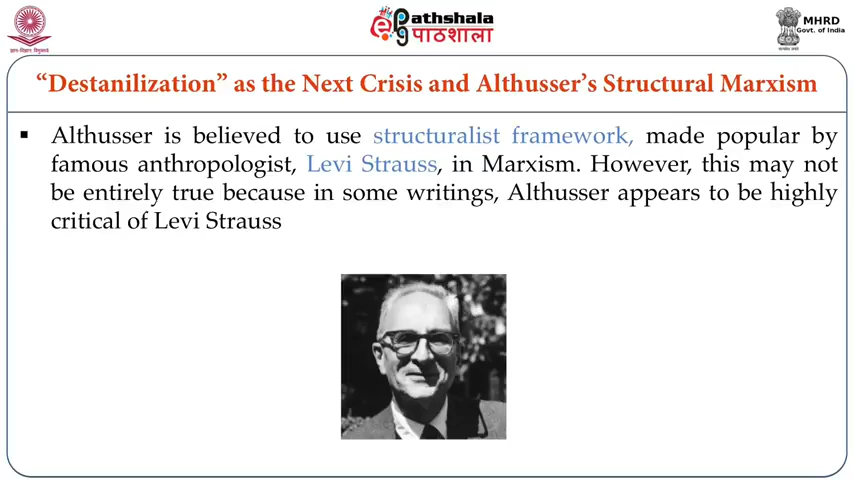 ePG Pathshala
पाठशाला
MHRD
Govt. of India
“Destanilization” as the Next Crisis and Althusser’s Structural Marxism
▪ Althusser is believed to use structuralist framework, made popular by
famous anthropologist, Levi Strauss, in Marxism. However, this may not
be entirely true because in some writings, Althusser appears to be highly
critical of Levi Strauss